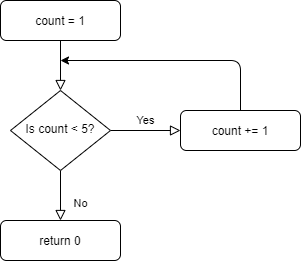 count = 1
Is count < 5?
Yes
count += 1
No
return 0